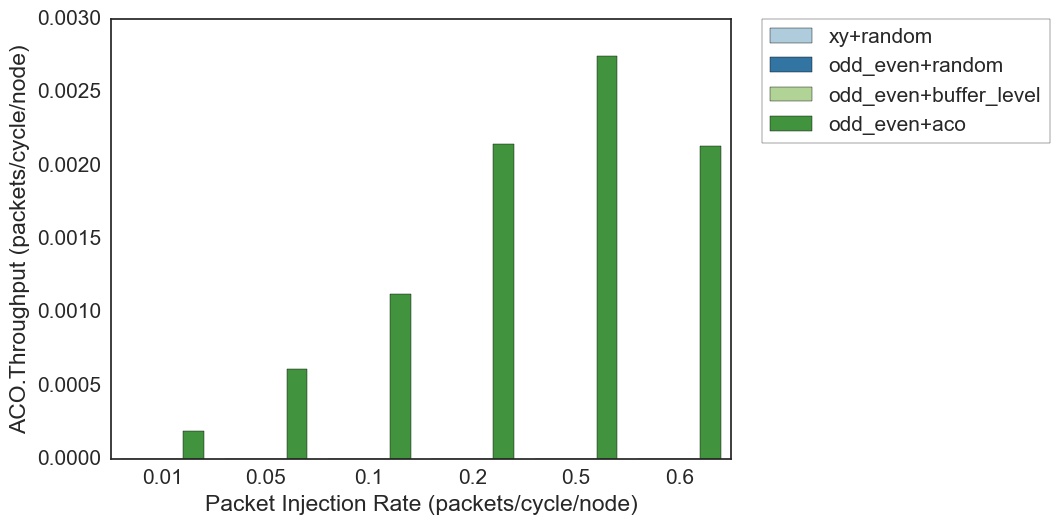 ACO.Throughput (packets/cycle/node)
0.0030
0.0025
0.0020
0.0015
0.0010
0.0005
0.0000
0.01 0.05 0.1 0.2 0.5 0.6
Packet Injection Rate (packets/cycle/node)
xy+random
odd_even+random
odd_even+buffer_level
odd_even+aco